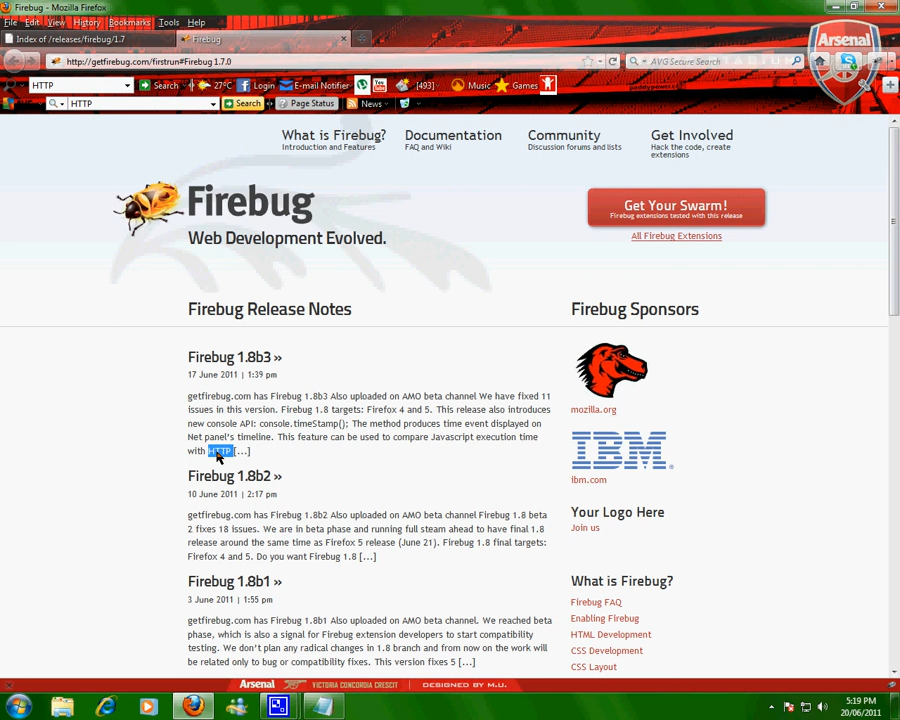 Firebug - Mozilla Firefox
File Edit View History Bookmarks Tools Help
Index of /releases/firebug/1.7
Firebug
http://getfirebug.com/firstrun#Firebug 1.7.0
AVG Secure Search
Arsenal
HTTP Search 27°C Login E-mail Notifier You Tube [493] Music Games
HTTP Search Page Status News
What is Firebug?
Introduction and Features
Documentation
FAQ and Wiki
Community
Discussion forums and lists
Get Involved
Hack the code, create
extensions
Firebug
Web Development Evolved.
Get Your Swarm!
Firebug extensions tested with this release
All Firebug Extensions
Firebug Release Notes
Firebug 1.8b3 »
17 June 2011 | 1:39 pm
getfirebug.com has Firebug 1.8b3 Also uploaded on AMO beta channel We have fixed 11
issues in this version. Firebug 1.8 targets: Firefox 4 and 5. This release also introduces
new console API: console.timeStamp(); The method produces time event displayed on
Net panel's timeline. This feature can be used to compare Javascript execution time
with HTTP [...]
Firebug 1.8b2 »
10 June 2011 | 2:17 pm
getfirebug.com has Firebug 1.8b2 Also uploaded on AMO beta channel Firebug 1.8 beta
2 fixes 18 issues. We are in beta phase and running full steam ahead to have final 1.8
release around the same time as Firefox 5 release (June 21). Firebug 1.8 final targets:
Firefox 4 and 5. Do you want Firebug 1.8 [...]
Firebug 1.8b1 »
3 June 2011 | 1:55 pm
getfirebug.com has Firebug 1.8b1 Also uploaded on AMO beta channel. We reached beta
phase, which is also a signal for Firebug extension developers to start compatibility
testing. We don't plan any radical changes in 1.8 branch and from now on the work will
be related only to bug or compatibility fixes. This version fixes 5 [...]
Firebug Sponsors
mozilla.org
IBM
ibm.com
Your Logo Here
Join us
What is Firebug?
Firebug FAQ
Enabling Firebug
HTML Development
CSS Development
CSS Layout
Arsenal VICTORIA CONCORDIA CRESCIT DESIGNED BY M.U.
5:19 PM
20/06/2011